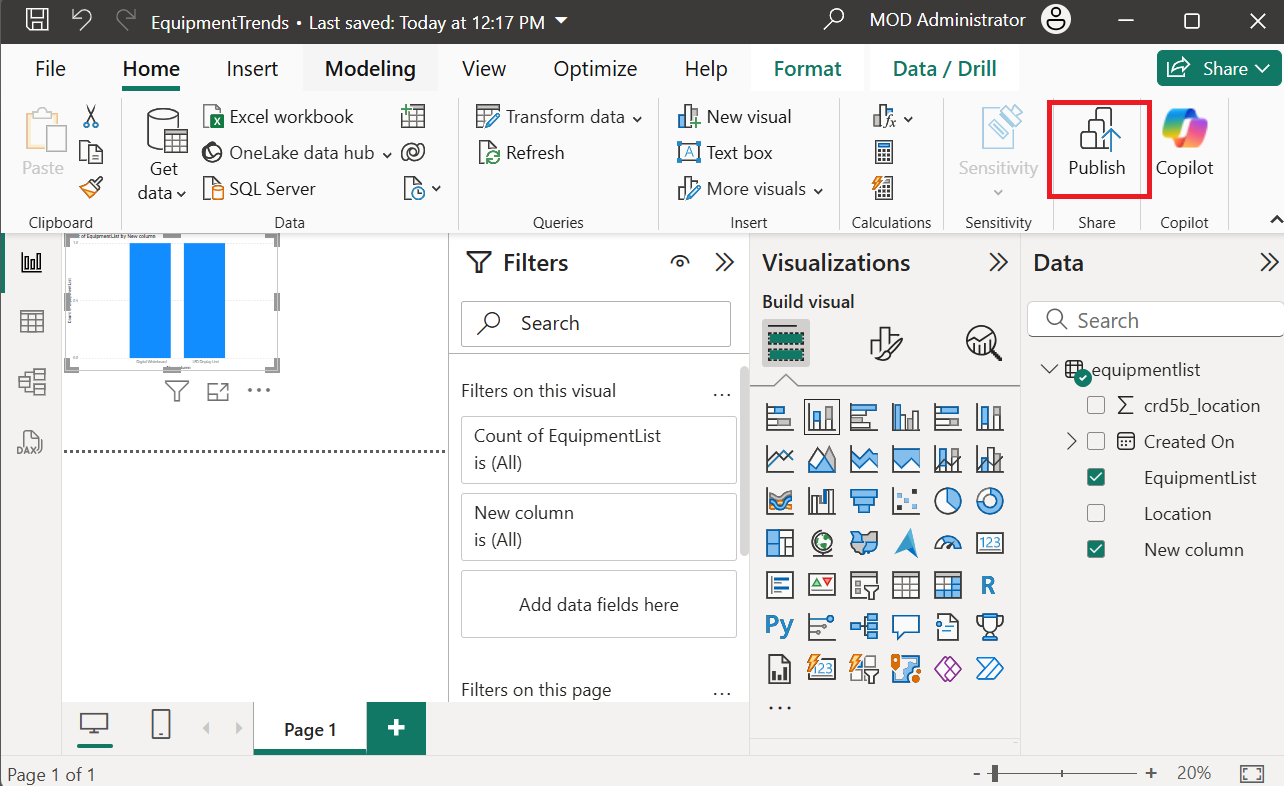 EquipmentTrends • Last saved: Today at 12:17 PM
MOD Administrator
File
Home
Insert
Modeling
View
Optimize
Help
Format
Data / Drill
Share
Paste
Clipboard
Get
data
Excel workbook
OneLake data hub
SQL Server
Data
Transform data
Refresh
Queries
New visual
Text box
More visuals
Insert
Calculations
Sensitivity
Sensitivity
Publish
Share
Copilot
Copilot
of EquipmentList by New column
Digital Whiteboard
DAX
Filters
Search
Filters on this visual
...
Count of EquipmentList
is (All)
New column
is (All)
Add data fields here
Filters on this page
...
Visualizations
Build visual
123
R
Py
123
...
Data
Search
equipmentlist
Σ crd5b_location
Created On
EquipmentList
Location
New column
Page 1
+
Page 1 of 1
-
+
20%